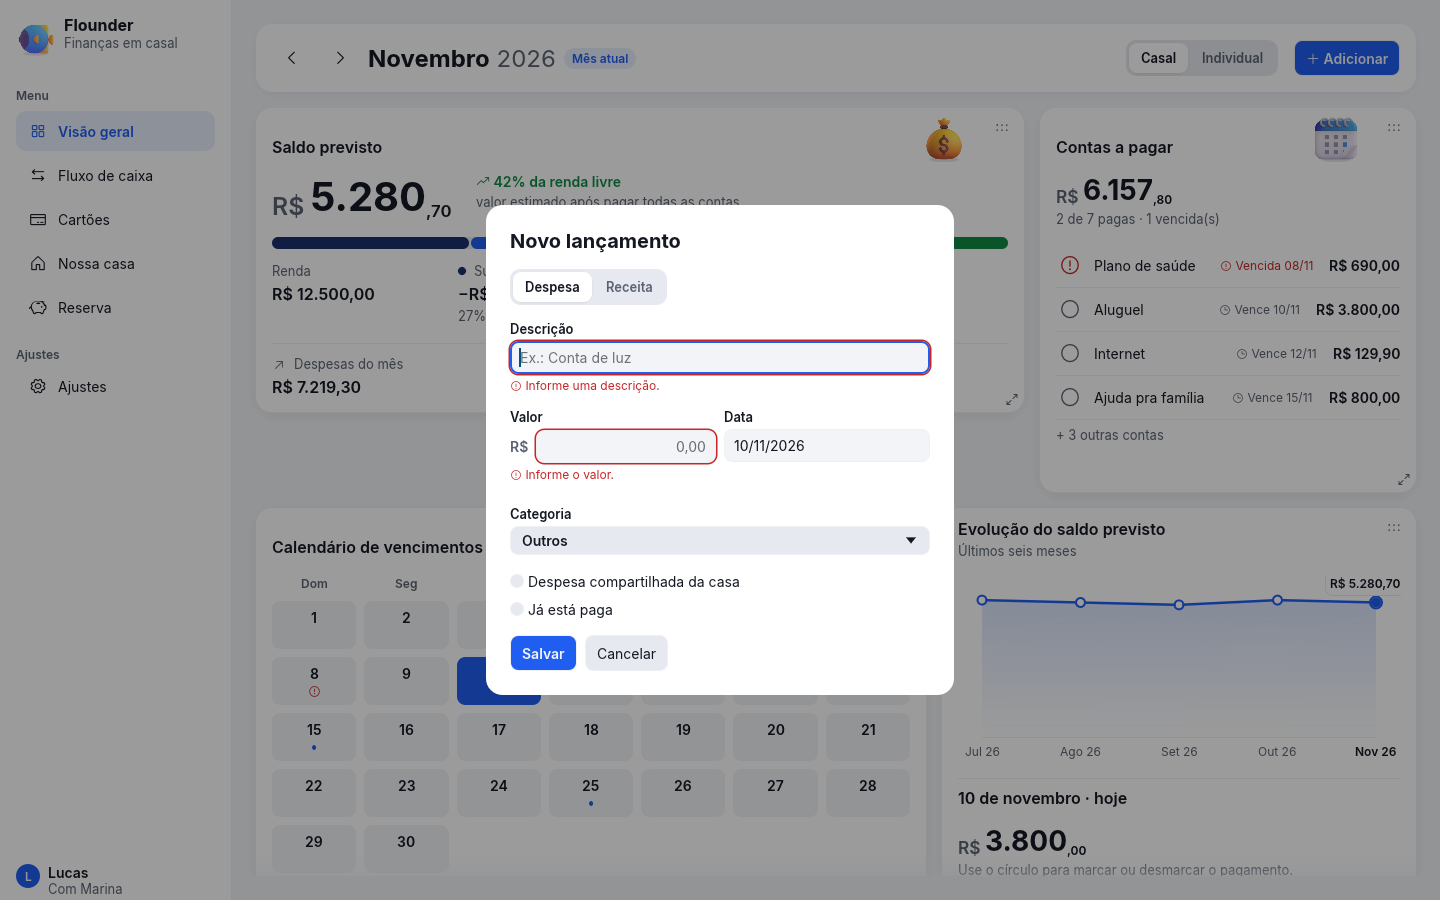 Flounder
Finanças em casal
Menu
Visão geral
Fluxo de caixa
Cartões
Nossa casa
Reserva
Ajustes
Ajustes
L
Lucas
Com Marina
Novembro 2026 Mês atual
Casal Individual
+ Adicionar
Saldo previsto
R$ 5.280,70
42% da renda livre
valor estimado após pagar todas as contas
Renda
R$ 12.500,00
−R$
27%
Despesas do mês
R$ 7.219,30
Contas a pagar
R$ 6.157,80
2 de 7 pagas · 1 vencida(s)
Plano de saúde Vencida 08/11 R$ 690,00
Aluguel Vence 10/11 R$ 3.800,00
Internet Vence 12/11 R$ 129,90
Ajuda pra família Vence 15/11 R$ 800,00
+ 3 outras contas
Novo lançamento
Despesa Receita
Descrição
Ex.: Conta de luz
Informe uma descrição.
Valor Data
R$ 0,00 10/11/2026
Informe o valor.
Categoria
Outros
Despesa compartilhada da casa
Já está paga
Salvar Cancelar
Calendário de vencimentos
Dom Seg
1 2
8 9
15 16 17 18 19 20 21
22 23 24 25 26 27 28
29 30
Evolução do saldo previsto
Últimos seis meses
R$ 5.280,70
Jul 26 Ago 26 Set 26 Out 26 Nov 26
10 de novembro · hoje
R$ 3.800,00
Use o círculo para marcar ou desmarcar o pagamento.